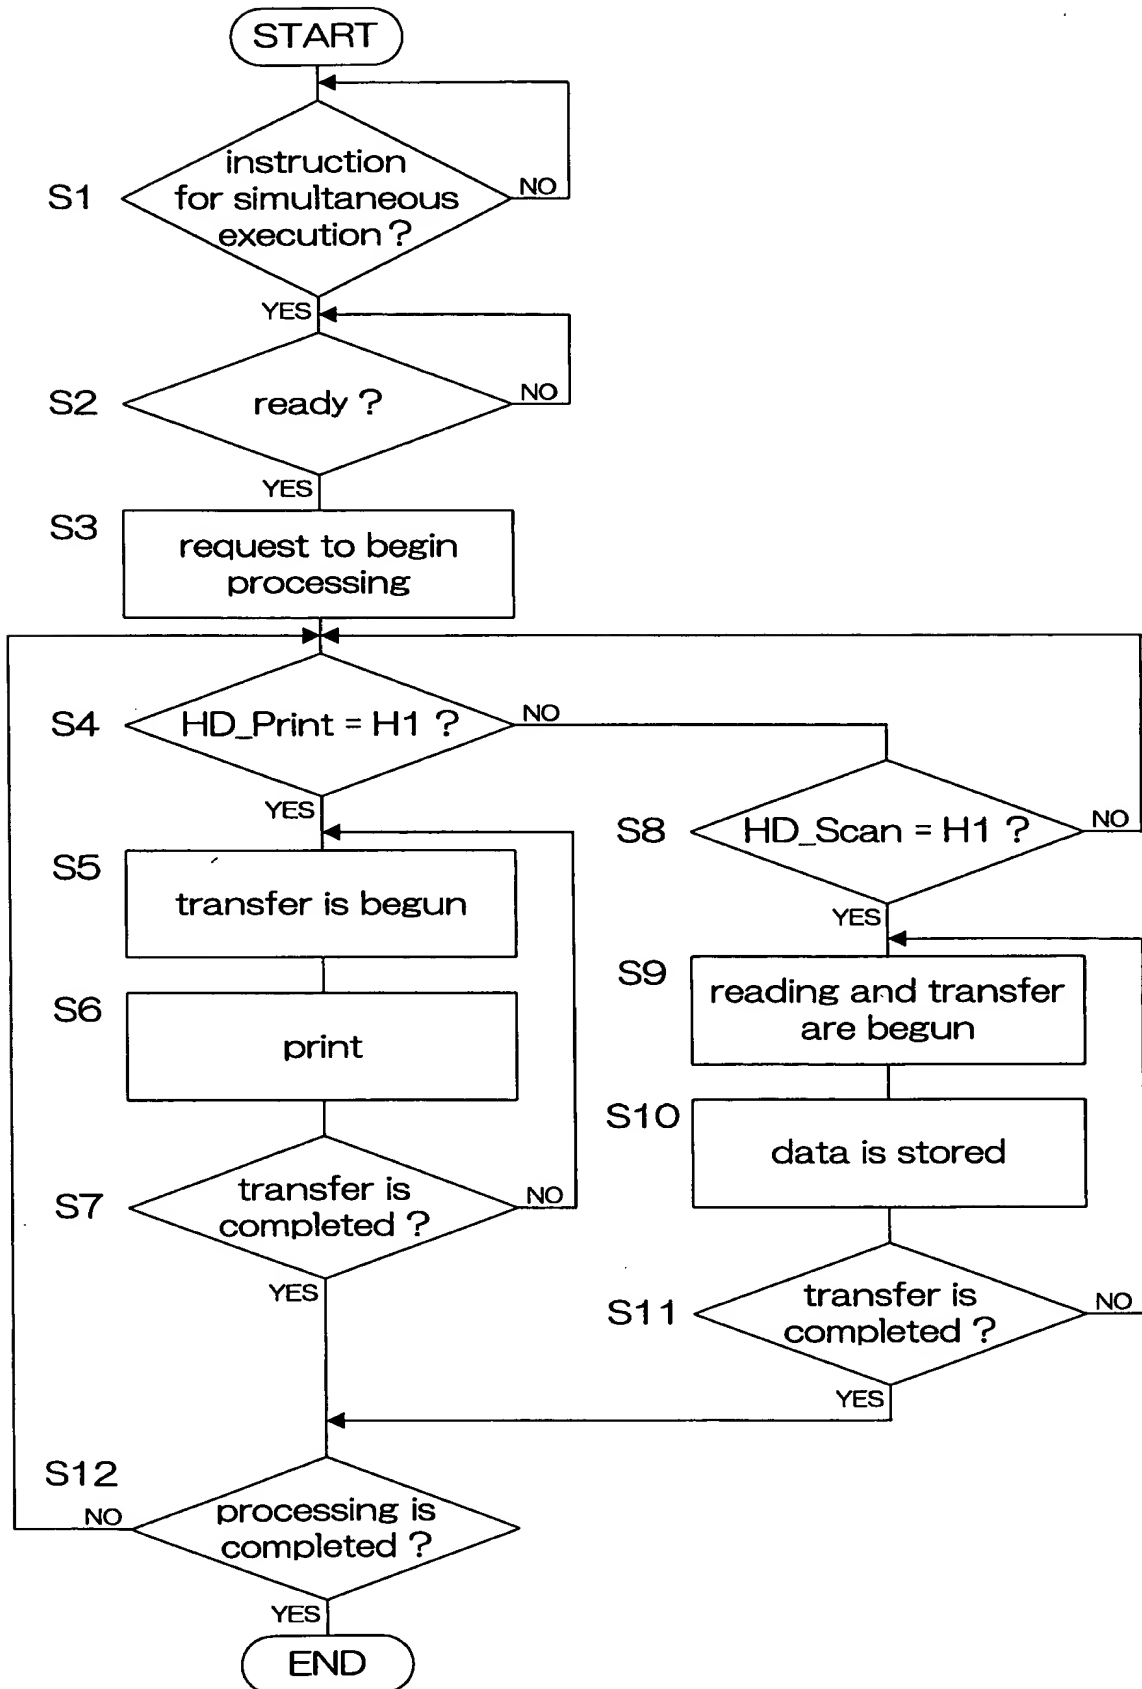 START
S1
instruction
for simultaneous
execution ?
NO
YES
S2
ready ?
NO
YES
S3
request to begin
processing
S4
HD_Print = H1 ?
NO
YES
S5
transfer is begun
S6
print
S7
transfer is
completed ?
NO
YES
S8
HD_Scan = H1 ?
NO
YES
S9
reading and transfer
are begun
S10
data is stored
S11
transfer is
completed ?
NO
YES
S12
processing is
completed ?
NO
YES
END